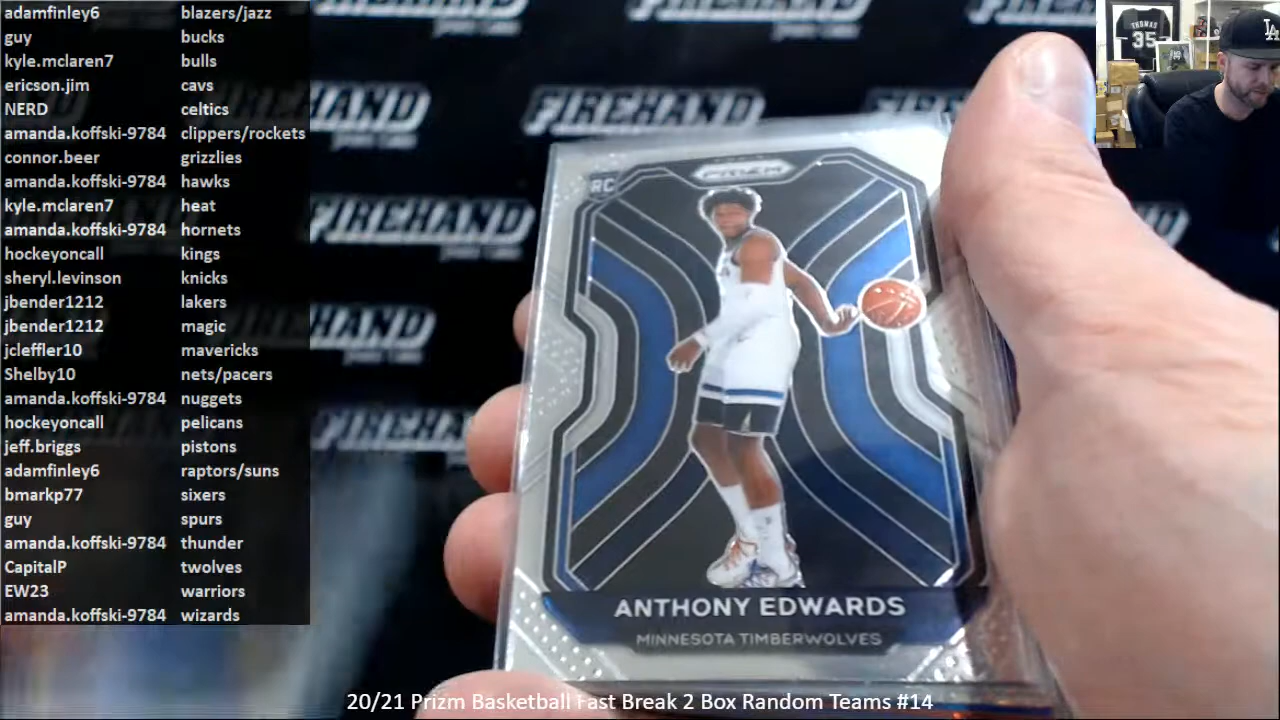 adamfinley6 blazers/jazz
guy bucks
kyle.mclaren7 bulls
ericson.jim cavs
NERD celtics
amanda.koffski-9784 clippers/rockets
connor.beer grizzlies
amanda.koffski-9784 hawks
kyle.mclaren7 heat
amanda.koffski-9784 hornets
hockeyoncall kings
sheryl.levinson knicks
jbender1212 lakers
jbender1212 magic
jcleffler10 mavericks
Shelby10 nets/pacers
amanda.koffski-9784 nuggets
hockeyoncall pelicans
jeff.briggs pistons
adamfinley6 raptors/suns
bmarkp77 sixers
guy spurs
amanda.koffski-9784 thunder
CapitalP twolves
EW23 warriors
amanda.koffski-9784 wizards
FIREHAND
FIREHAND
FIREHAND
FIREHAND
THOMAS
35
LA
PRIZM
RC
ANTHONY EDWARDS
MINNESOTA TIMBERWOLVES
20/21 Prizm Basketball Fast Break 2 Box Random Teams #14